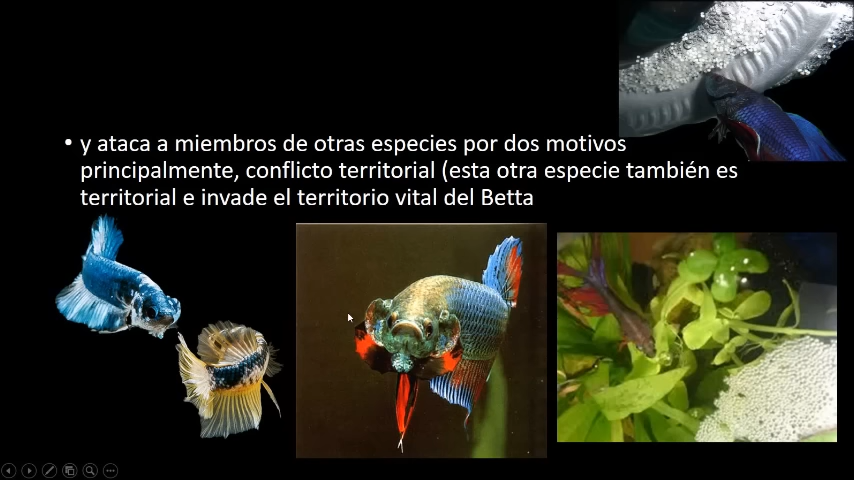 • y ataca a miembros de otras especies por dos motivos
principalmente, conflicto territorial (esta otra especie también es
territorial e invade el territorio vital del Betta